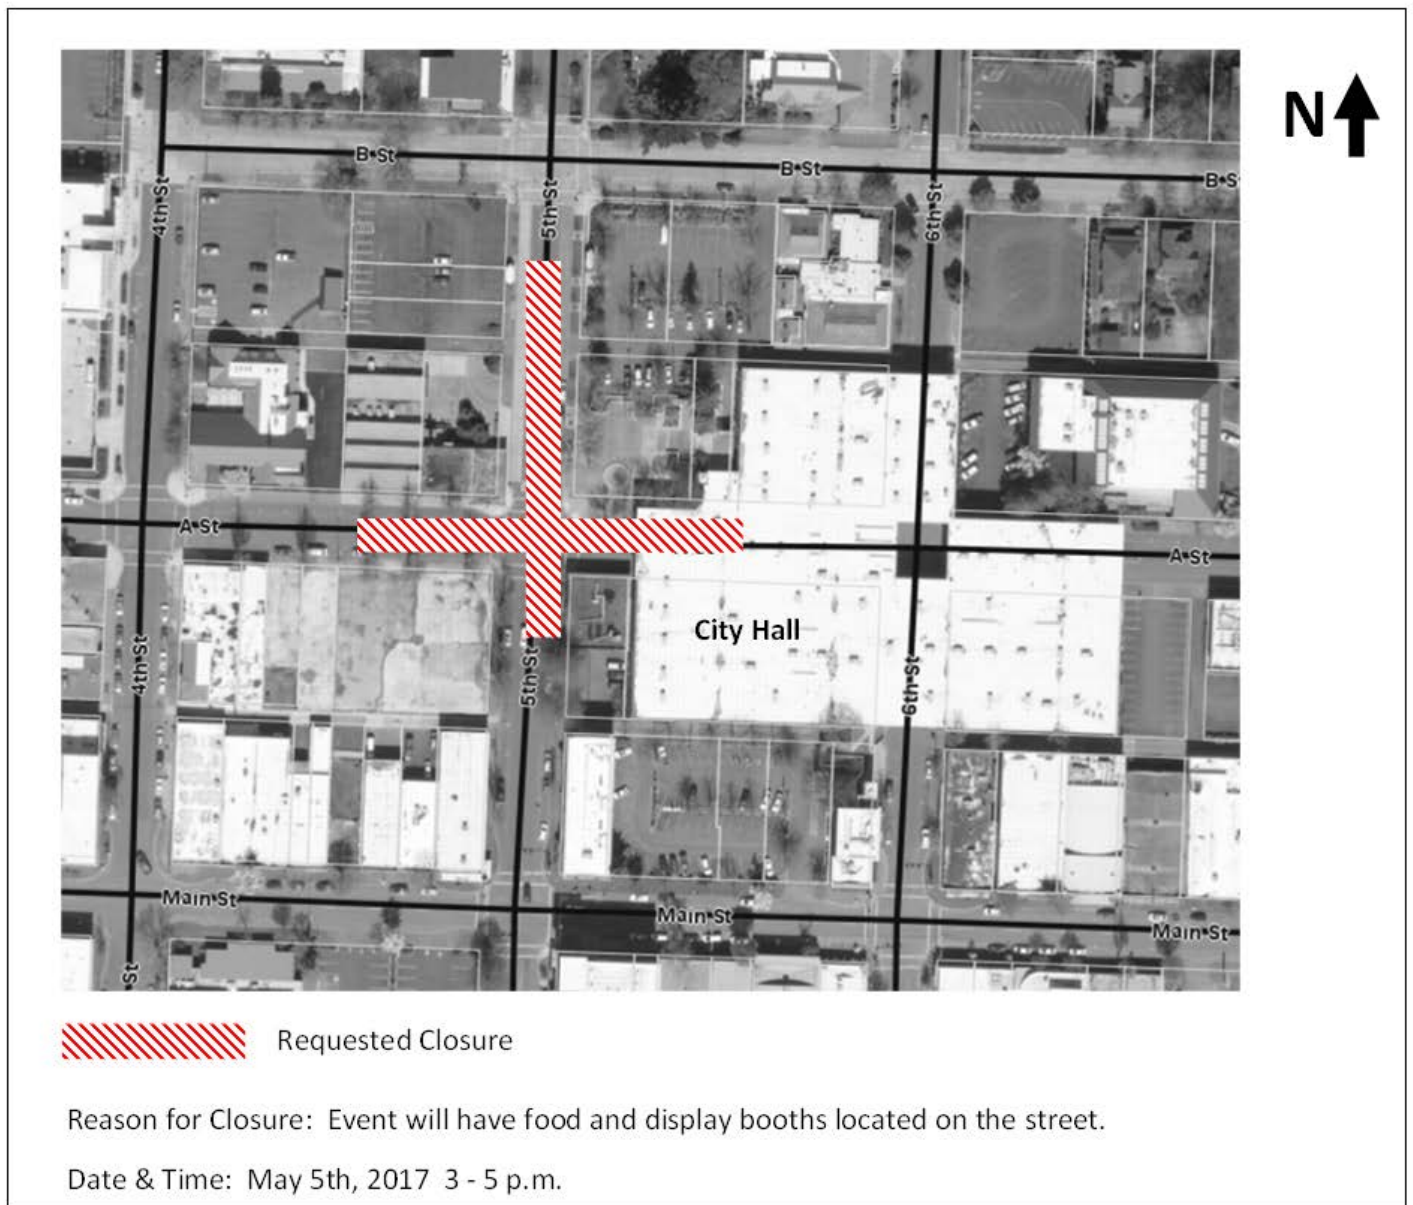 N
B St
B St
B S
4th St
5th St
6th St
A St
A St
City Hall
4th St
5th St
6th St
Main St
Main St
Main St
St
Requested Closure
Reason for Closure: Event will have food and display booths located on the street.
Date & Time: May 5th, 2017 3 - 5 p.m.